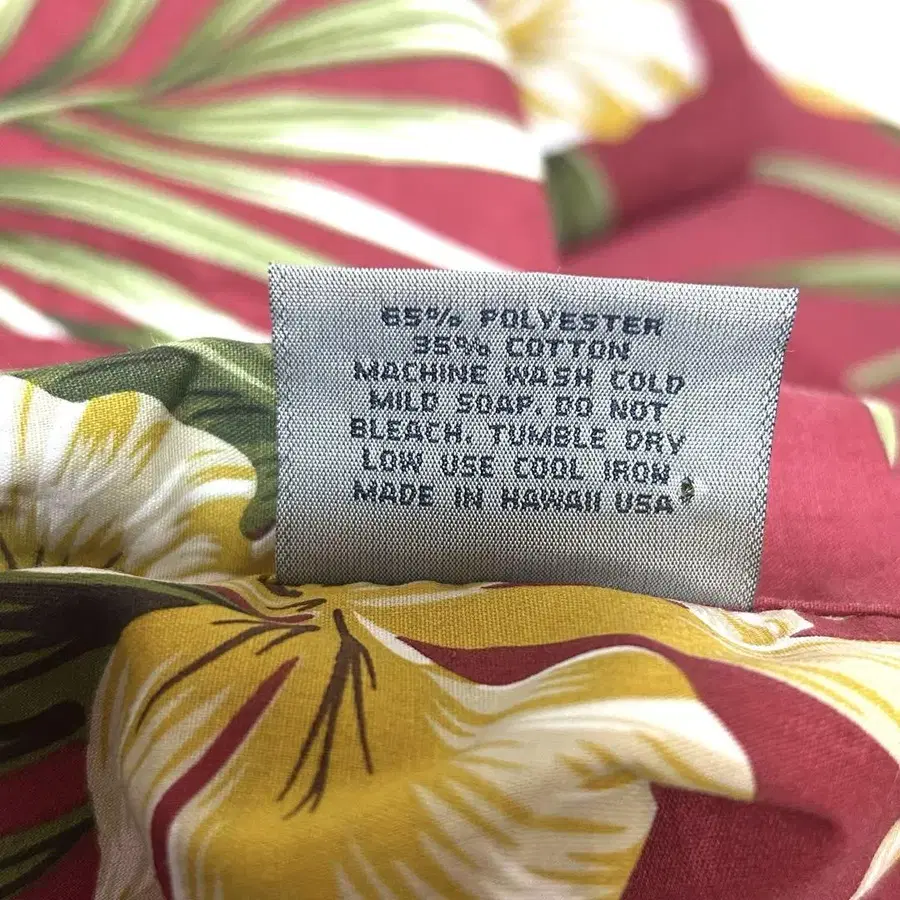 65% POLYESTER
35% COTTON
MACHINE WASH COLD
MILD SOAP. DO NOT
BLEACH. TUMBLE DRY
LOW USE COOL IRON
MADE IN HAWAII USA